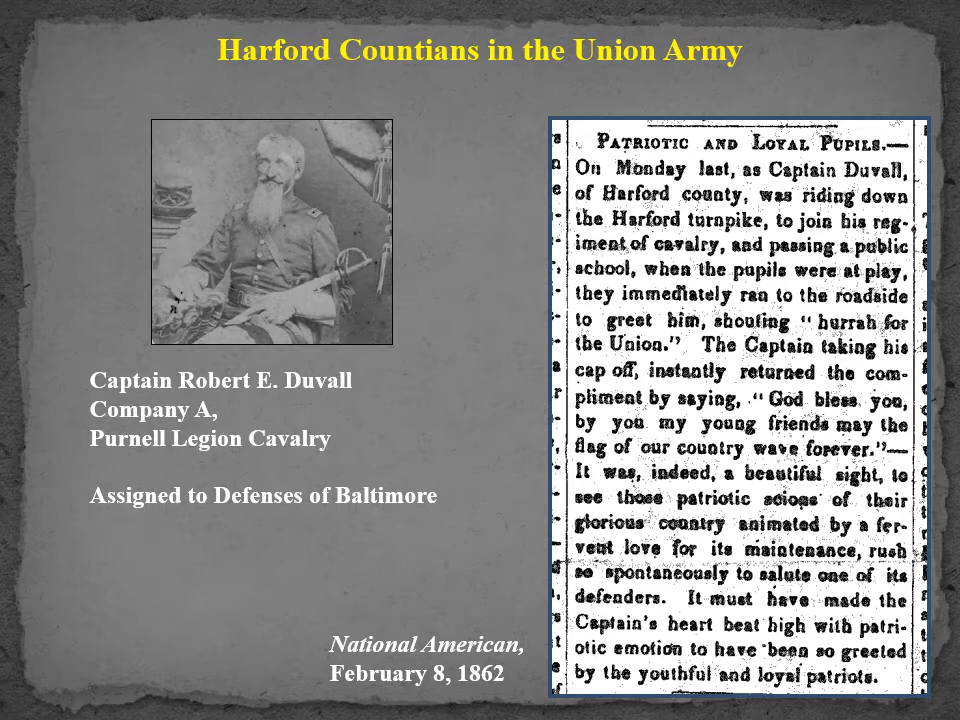 Harford Countians in the Union Army
Captain Robert E. Duvall
Company A,
Purnell Legion Cavalry
Assigned to Defenses of Baltimore
National American,
February 8, 1862
PATRIOTIC AND LOYAL PUPILS.—
On Monday last, as Captain Duvall,
of Harford county, was riding down
the Harford turnpike, to join his reg-
iment of cavalry, and passing a public
school, when the pupils were at play,
they immediately ran to the roadside
to greet him, shouting "hurrah for
the Union." The Captain taking his
cap off, instantly returned the com-
pliment by saying, "God bless you,
by you my young friends may the
flag of our country wave forever."—
It was, indeed, a beautiful sight, to
see those patriotic scions of their
glorious country animated by a fer-
vent love for its maintenance, rush
so spontaneously to salute one of its
defenders. It must have made the
Captain's heart beat high with patri-
otic emotion to have been so greeted
by the youthful and loyal patriots.